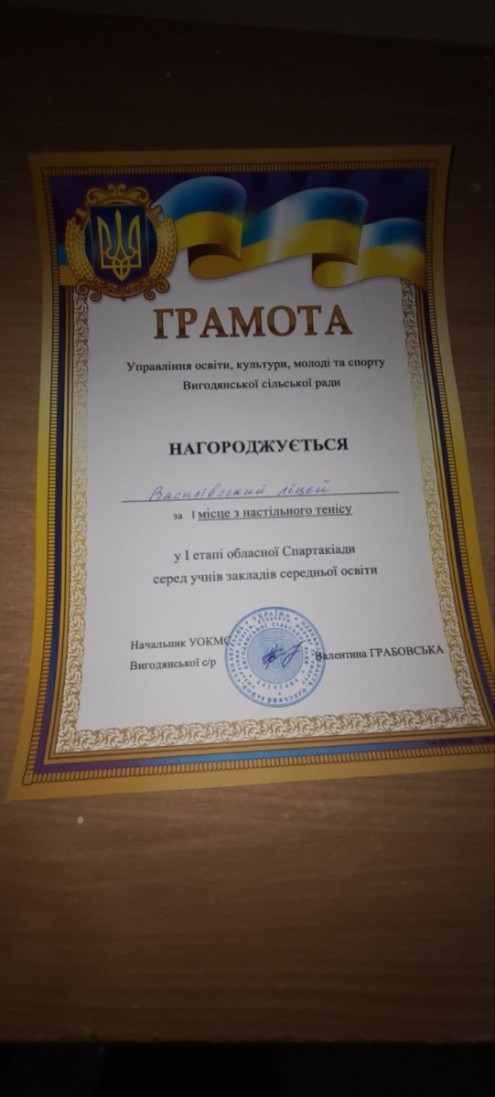 ГРАМОТА
Управління освіти, культури, молоді та спорту
Вигодянської сільської ради
НАГОРОДЖУЄТЬСЯ
Василівський ліцей
за І місце з настільного тенісу
у І етапі обласної Спартакіади
серед учнів закладів середньої освіти
Начальник УОКМС
Вигодянської с/р
Валентина ГРАБОВСЬКА
УКРАЇНА